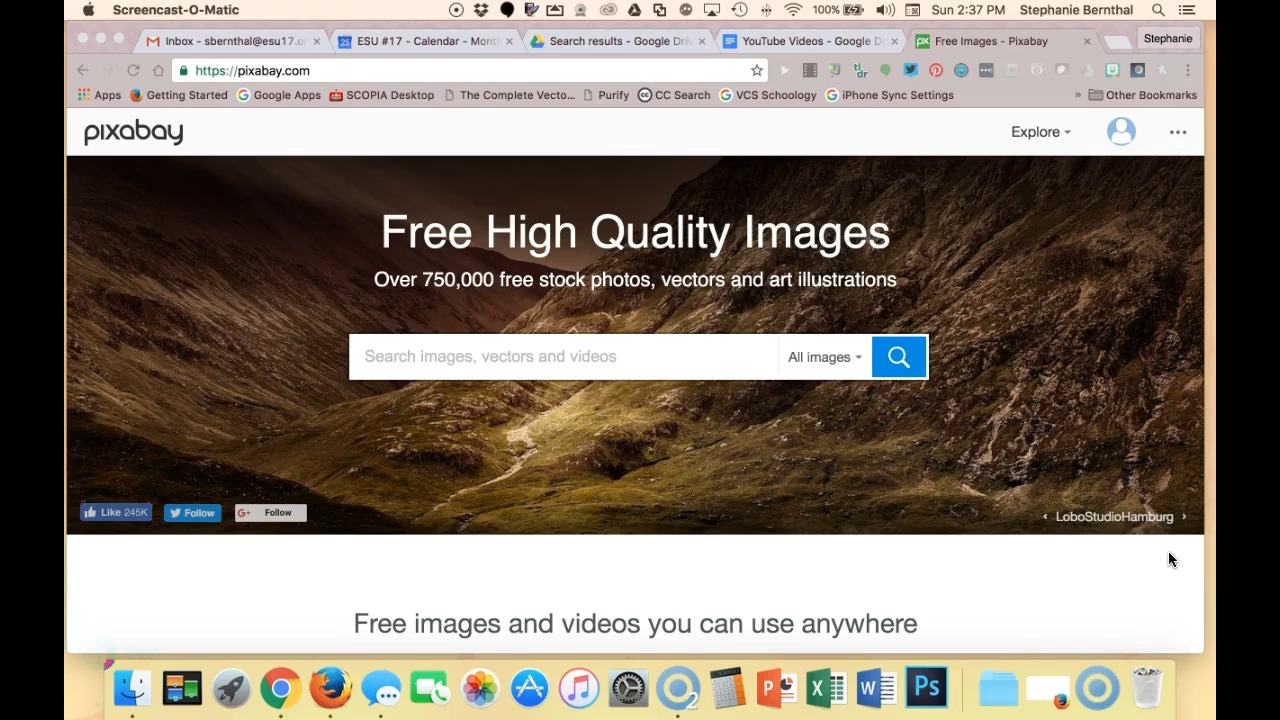 Screencast-O-Matic 100% Sun 2:37 PM Stephanie Bernthal
Inbox - sbernthal@esu17.o ESU #17 - Calendar - Mont Search results - Google Driv YouTube Videos - Google D Free Images - Pixabay Stephanie
https://pixabay.com
Apps Getting Started Google Apps SCOPIA Desktop The Complete Vecto... Purify CC Search VCS Schoology iPhone Sync Settings » Other Bookmarks
pixabay Explore
Free High Quality Images
Over 750,000 free stock photos, vectors and art illustrations
Search images, vectors and videos All images
Like 245K Follow G+ Follow ‹ LoboStudioHamburg ›
Free images and videos you can use anywhere
2 P X W Ps